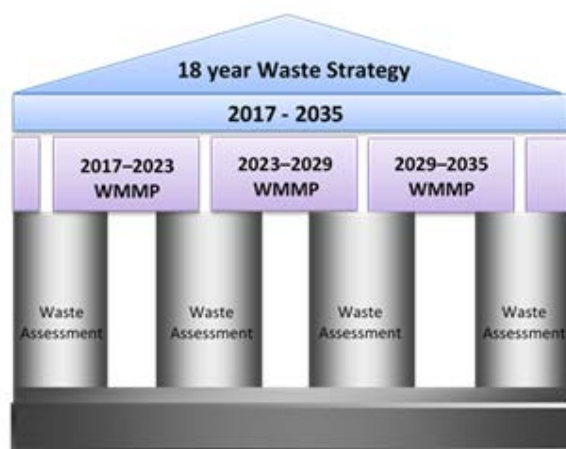 18 year Waste Strategy
2017 - 2035
2017–2023
WMMP
2023–2029
WMMP
2029–2035
WMMP
Waste
Assessment
Waste
Assessment
Waste
Assessment
Waste
Assessment